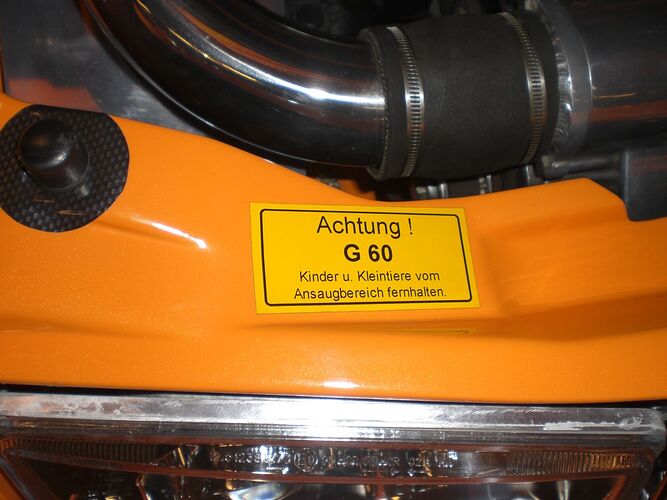 Achtung !
G 60
Kinder u. Kleintiere vom
Ansaugbereich fernhalten.